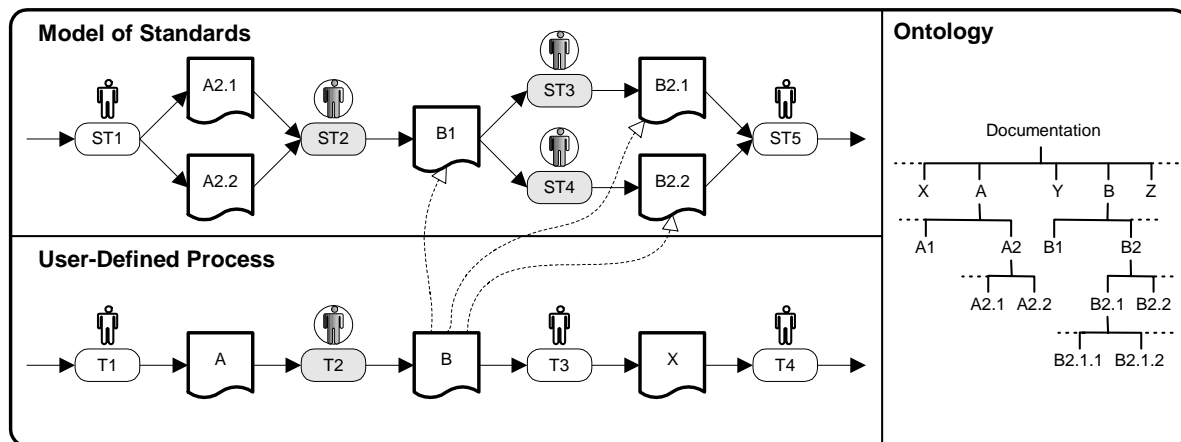 Model of Standards
ST1
A2.1
A2.2
ST2
B1
ST3
ST4
B2.1
B2.2
ST5
User-Defined Process
T1
A
T2
B
T3
X
T4
Ontology
Documentation
X A Y B Z
A1 A2 B1 B2
A2.1 A2.2 B2.1 B2.2
B2.1.1 B2.1.2